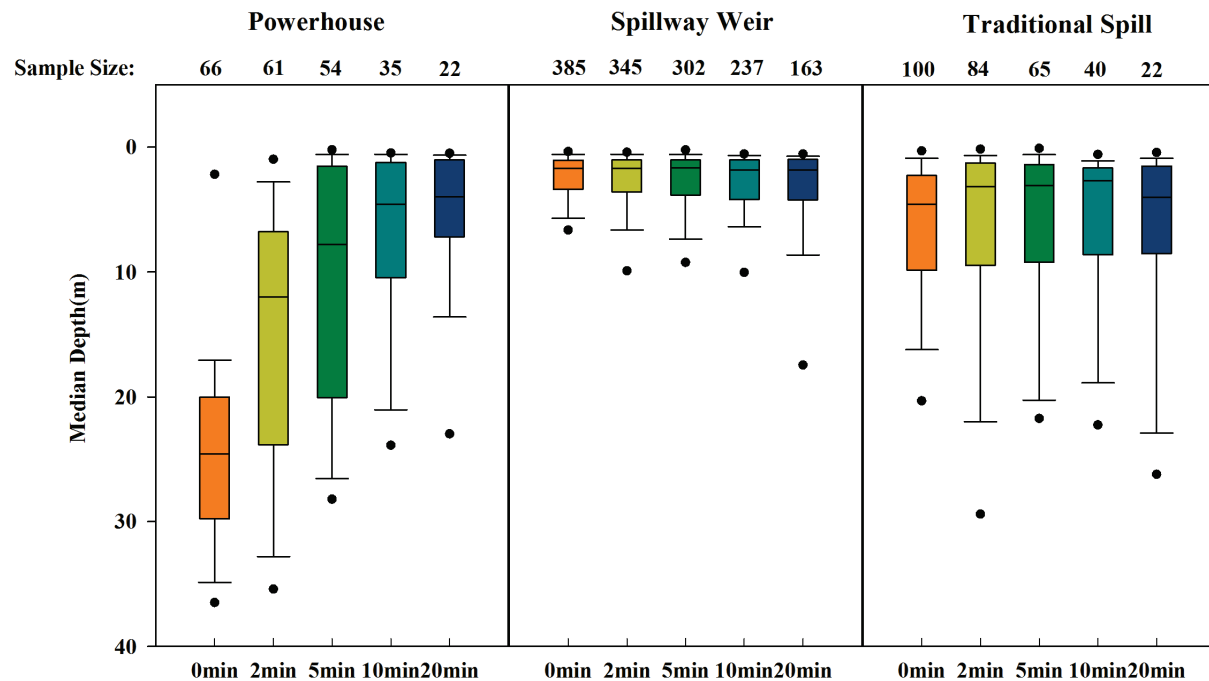 Powerhouse Spillway Weir Traditional Spill
Sample Size: 66 61 54 35 22 385 345 302 237 163 100 84 65 40 22
0
10
20
30
40
Median Depth(m)
0min 2min 5min 10min 20min 0min 2min 5min 10min 20min 0min 2min 5min 10min 20min